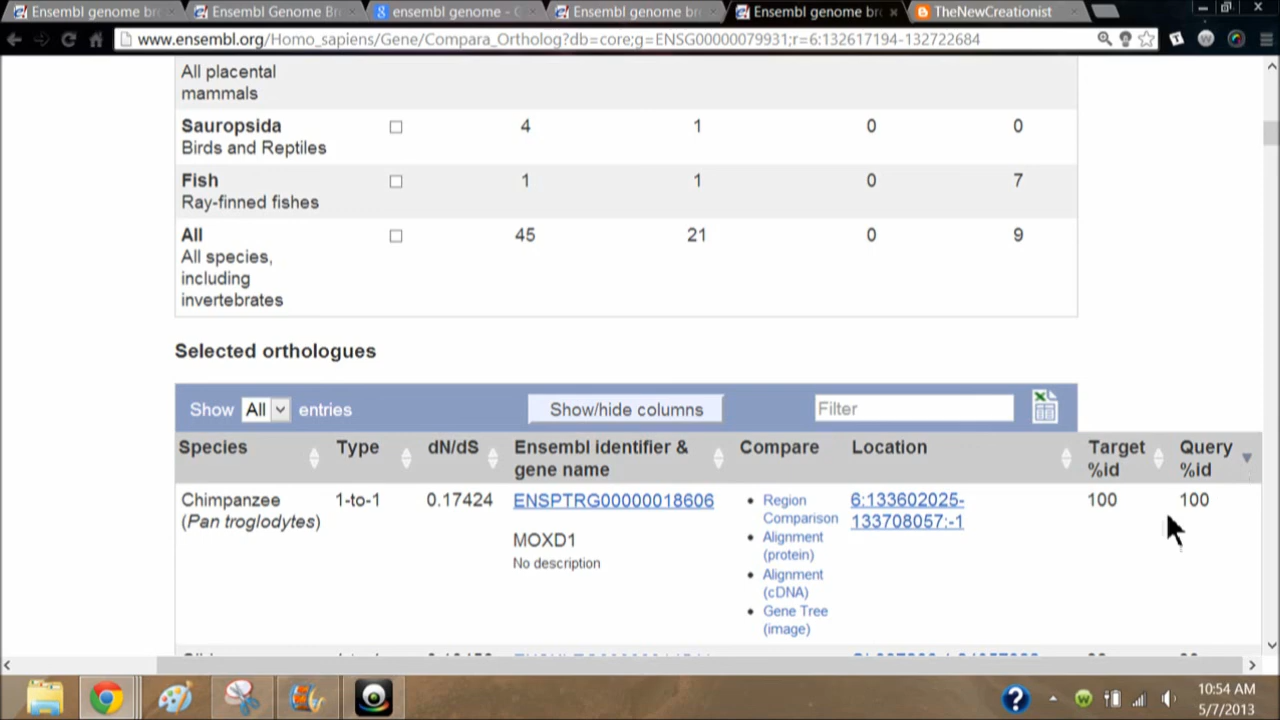 Ensembl genome br
Ensembl Genome Br
ensembl genome - G
Ensembl genome br
Ensembl genome br
TheNewCreationist
www.ensembl.org/Homo_sapiens/Gene/Compara_Ortholog?db=core;g=ENSG00000079931;r=6:132617194-132722684
All placental
mammals
Sauropsida 4 1 0 0
Birds and Reptiles
Fish 1 1 0 7
Ray-finned fishes
All 45 21 0 9
All species,
including
invertebrates
Selected orthologues
Show All entries Show/hide columns Filter
Species Type dN/dS Ensembl identifier & Compare Location Target Query
gene name %id %id
Chimpanzee 1-to-1 0.17424 ENSPTRG00000018606 Region 6:133602025- 100 100
(Pan troglodytes) Comparison 133708057:-1
MOXD1 Alignment
No description (protein)
Alignment
(cDNA)
Gene Tree
(image)
10:54 AM
5/7/2013